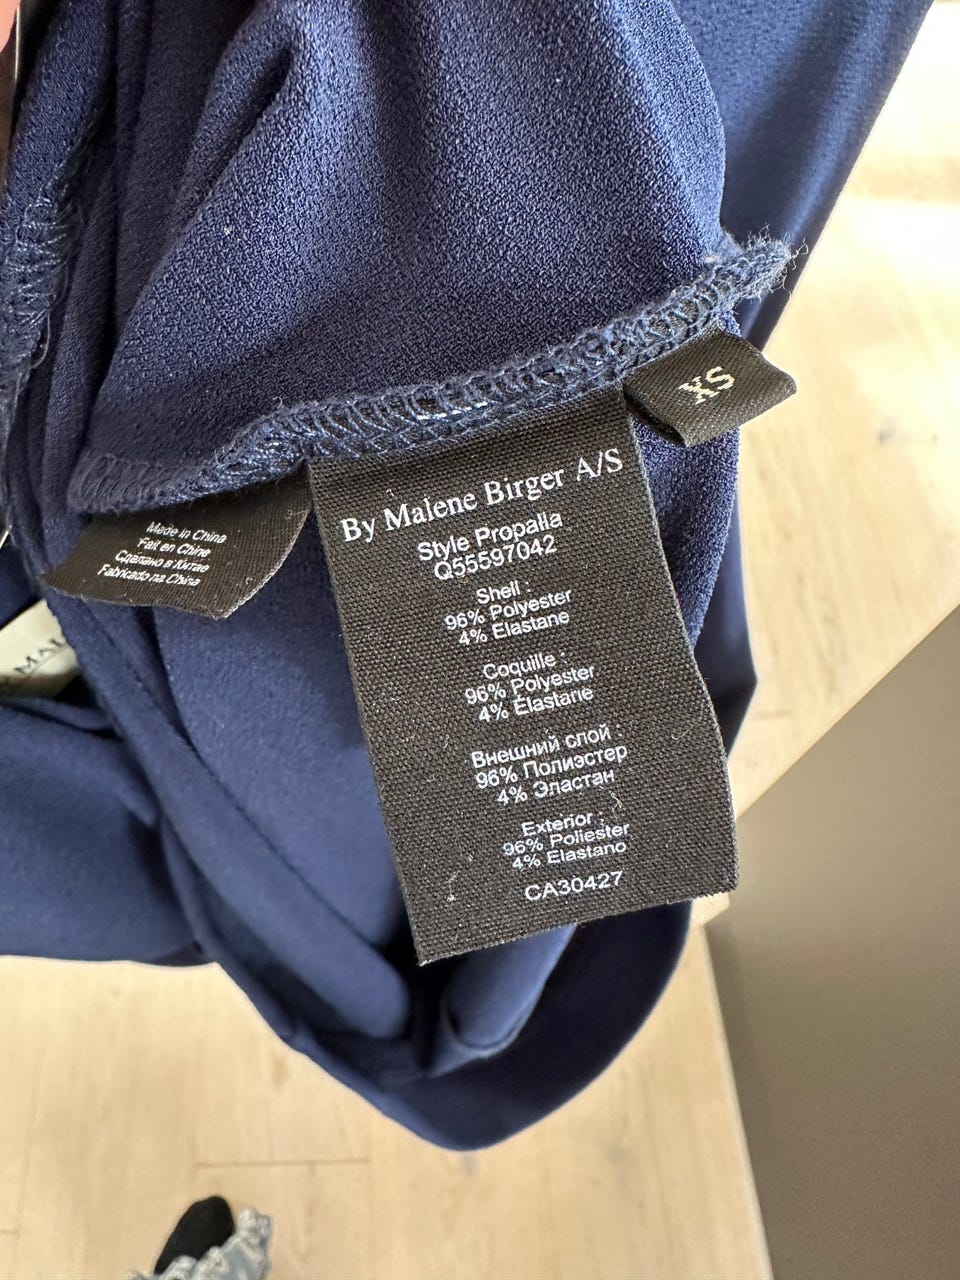 XS
By Malene Birger A/S
Style Propalla
Q55597042
Shell :
96% Polyester
4% Elastane
Coquille :
96% Polyester
4% Elastane
Внешний слой :
96% Полиэстер
4% Эластан
Exterior :
96% Poliester
4% Elastano
CA30427
Made in China
Fait en Chine
Сделано в Китае
Fabricado na China